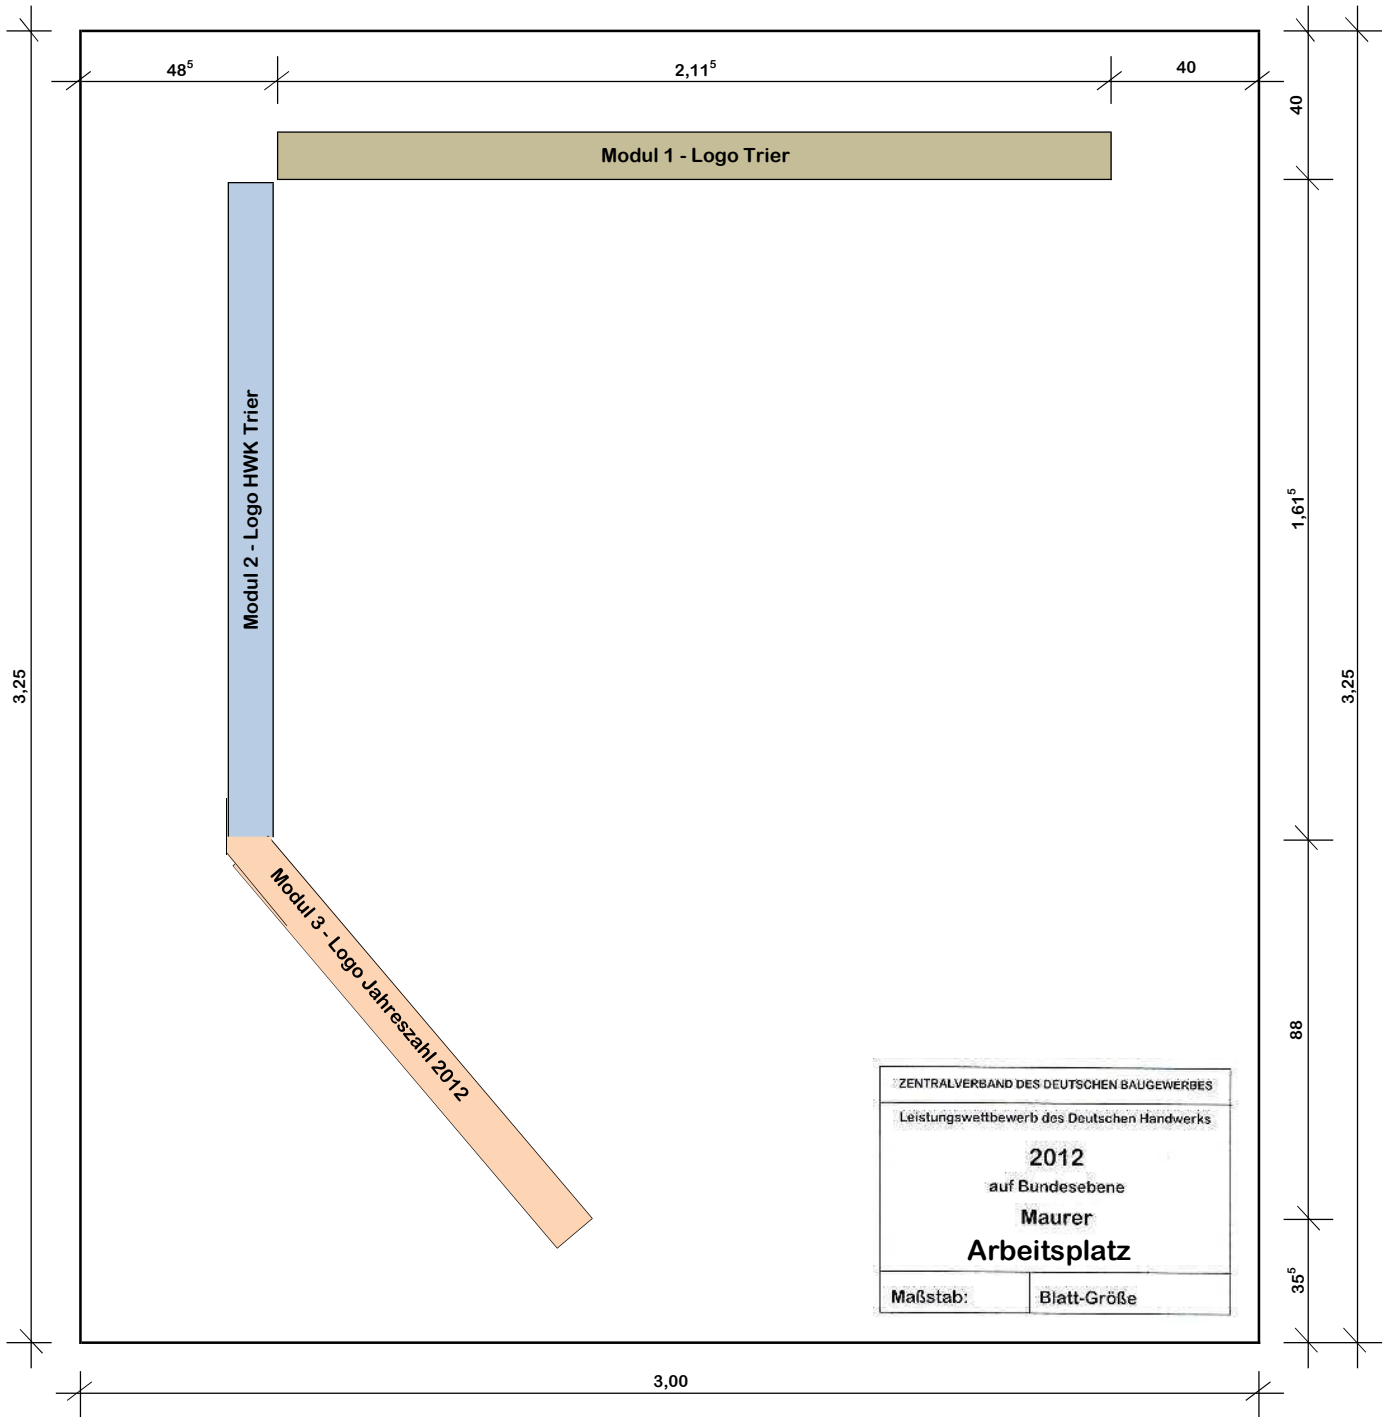 48⁵
2,11⁵
40
40
Modul 1 - Logo Trier
Modul 2 - Logo HWK Trier
1,61⁵
3,25
3,25
Modul 3 - Logo Jahreszahl 2012
88
ZENTRALVERBAND DES DEUTSCHEN BAUGEWERBES
Leistungswettbewerb des Deutschen Handwerks
2012
auf Bundesebene
Maurer
Arbeitsplatz
Maßstab:
Blatt-Größe
35⁵
3,00